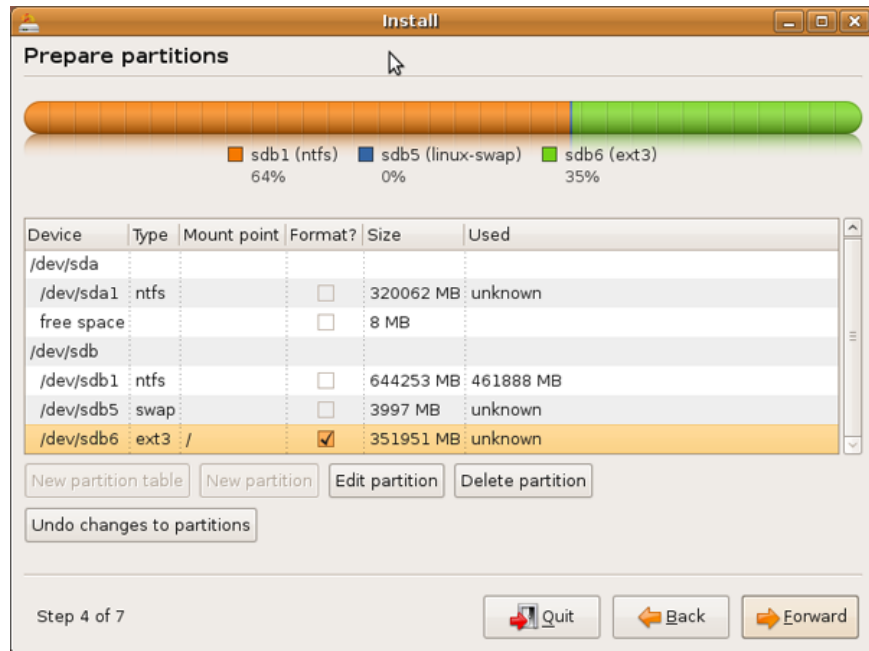 Install
Prepare partitions
sdb1 (ntfs) sdb5 (linux-swap) sdb6 (ext3)
64% 0% 35%
Device Type Mount point Format? Size Used
/dev/sda
/dev/sda1 ntfs 320062 MB unknown
free space 8 MB
/dev/sdb
/dev/sdb1 ntfs 644253 MB 461888 MB
/dev/sdb5 swap 3997 MB unknown
/dev/sdb6 ext3 / 351951 MB unknown
New partition table New partition Edit partition Delete partition
Undo changes to partitions
Step 4 of 7 Quit Back Forward